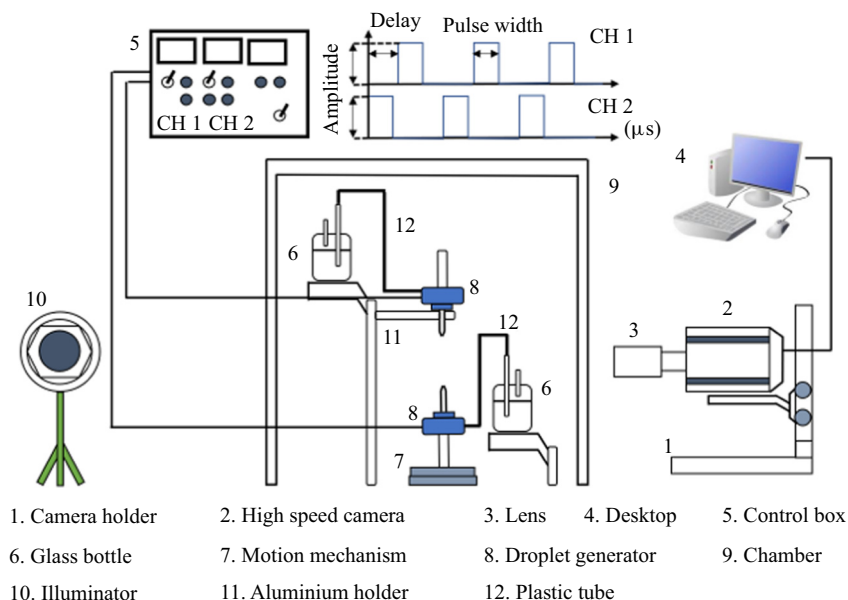 5
Delay
Pulse width
CH 1
Amplitude
CH 2
(μs)
CH 1 CH 2
4
9
12
6
8
10
11
12
2
3
6
8
7
1
1. Camera holder 2. High speed camera 3. Lens 4. Desktop 5. Control box
6. Glass bottle 7. Motion mechanism 8. Droplet generator 9. Chamber
10. Illuminator 11. Aluminium holder 12. Plastic tube